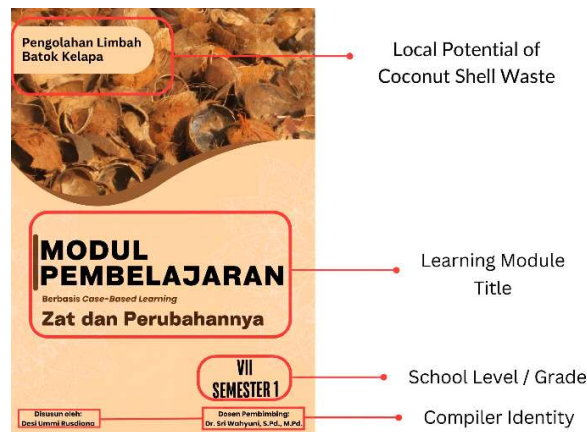 Pengolahan Limbah
Batok Kelapa
Local Potential of
Coconut Shell Waste
MODUL
PEMBELAJARAN
Berbasis Case-Based Learning
Zat dan Perubahannya
Learning Module
Title
VII
SEMESTER 1
School Level / Grade
Disusun oleh:
Desi Ummi Rusdiana
Dosen Pembimbing:
Dr. Sri Wahyuni, S.Pd., M.Pd.
Compiler Identity